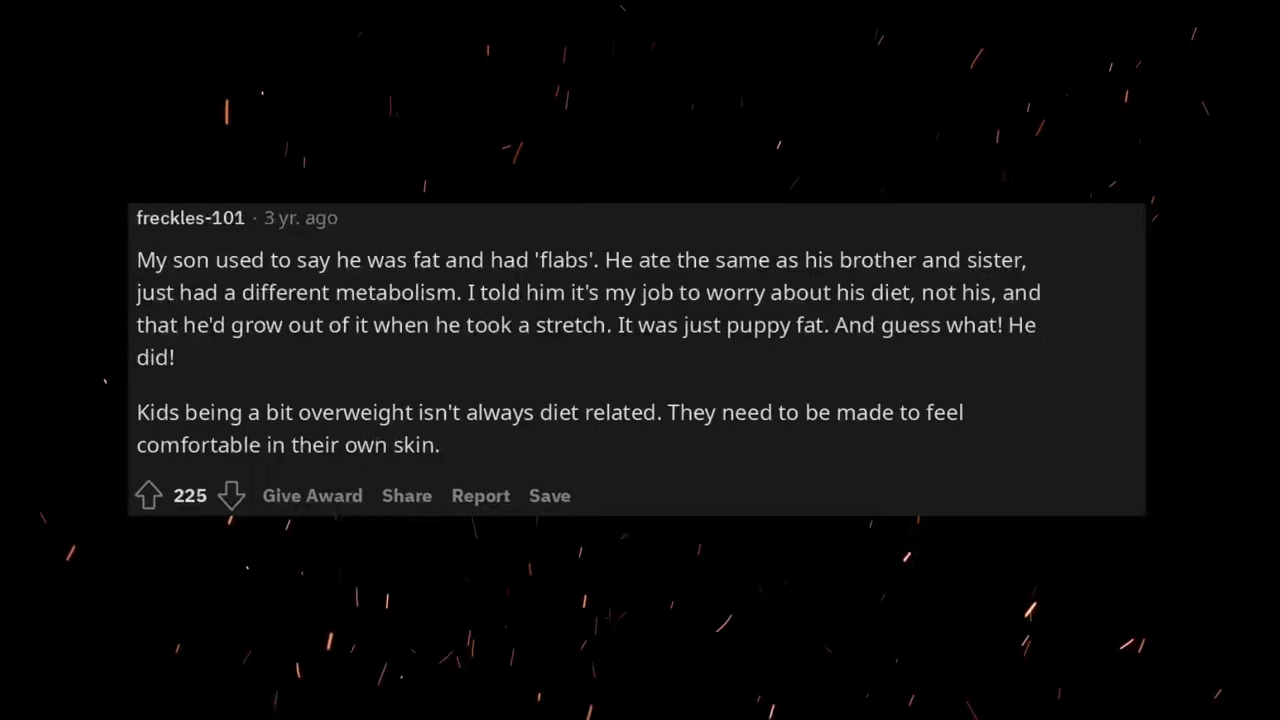 freckles-101 · 3 yr. ago
My son used to say he was fat and had 'flabs'. He ate the same as his brother and sister,
just had a different metabolism. I told him it's my job to worry about his diet, not his, and
that he'd grow out of it when he took a stretch. It was just puppy fat. And guess what! He
did!
Kids being a bit overweight isn't always diet related. They need to be made to feel
comfortable in their own skin.
225 Give Award Share Report Save